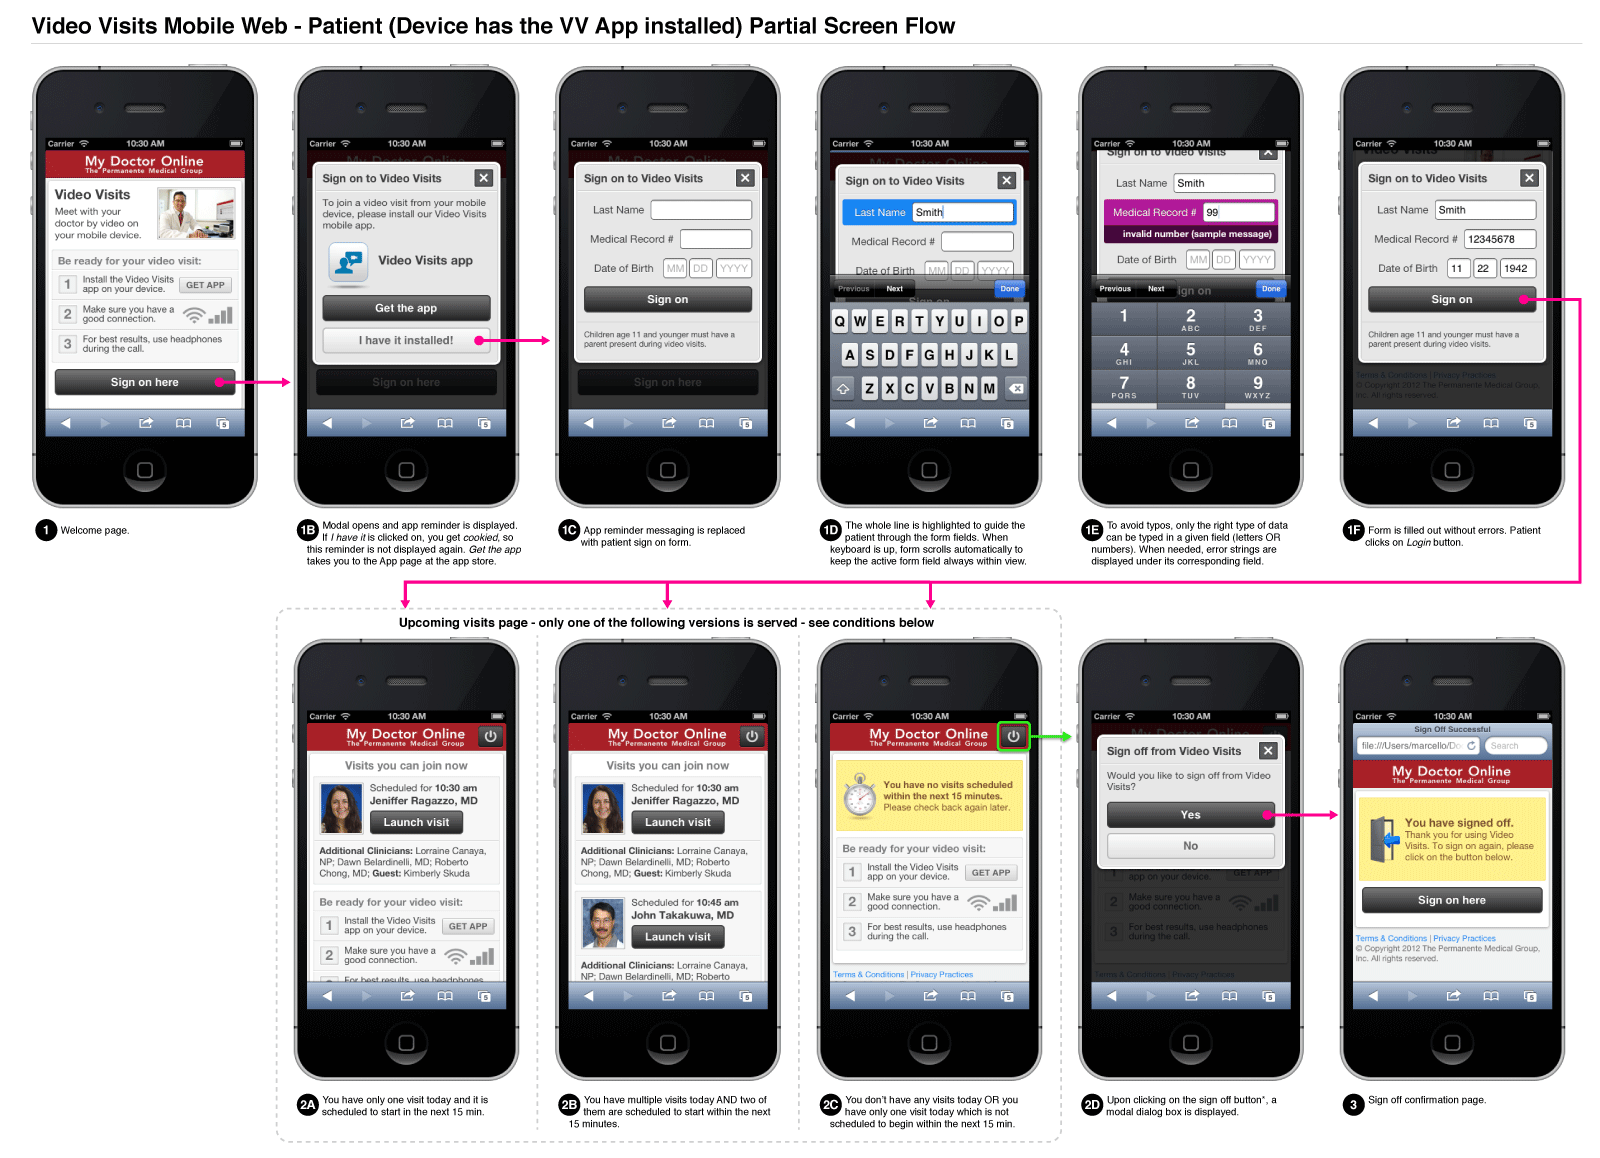 Video Visits Mobile Web - Patient (Device has the VV App installed) Partial Screen Flow
Carrier 10:30 AM
My Doctor Online
The Permanente Medical Group
Video Visits
Meet with your
doctor by video on
your mobile device.
Be ready for your video visit:
1 Install the Video Visits
app on your device. GET APP
2 Make sure you have a
good connection.
3 For best results, use headphones
during the call.
Sign on here
5
1 Welcome page.
Carrier 10:30 AM
My Doctor Online
Sign on to Video Visits
To join a video visit from your mobile
device, please install our Video Visits
mobile app.
Video Visits app
Get the app
I have it installed!
Sign on here
5
1B Modal opens and app reminder is displayed.
If I have it is clicked on, you get cookied, so
this reminder is not displayed again. Get the app
takes you to the App page at the app store.
Carrier 10:30 AM
My Doctor Online
Sign on to Video Visits
Last Name
Medical Record #
Date of Birth MM DD YYYY
Sign on
Children age 11 and younger must have a
parent present during video visits.
5
1C App reminder messaging is replaced
with patient sign on form.
Carrier 10:30 AM
My Doctor Online
Sign on to Video Visits
Last Name Smith
Medical Record #
Date of Birth MM DD YYYY
Previous Next Done
Sign on
Q W E R T Y U I O P
A S D F G H J K L
Z X C V B N M
5
1D The whole line is highlighted to guide the
patient through the form fields. When
keyboard is up, form scrolls automatically to
keep the active form field always within view.
Carrier 10:30 AM
Sign on to Video Visits
Last Name Smith
Medical Record # 99
invalid number (sample message)
Date of Birth MM DD YYYY
Previous Next Done
Sign on
1 2 3
ABC DEF
4 5 6
GHI JKL MNO
7 8 9
PQRS TUV WXYZ
5
1E To avoid typos, only the right type of data
can be typed in a given field (letters OR
numbers). When needed, error strings are
displayed under its corresponding field.
Carrier 10:30 AM
Video Visits
Sign on to Video Visits
Last Name Smith
Medical Record # 12345678
Date of Birth 11 22 1942
Sign on
Children age 11 and younger must have a
parent present during video visits.
Terms & Conditions | Privacy Practices
© Copyright 2012 The Permanente Medical Group,
Inc. All rights reserved.
5
1F Form is filled out without errors. Patient
clicks on Login button.
Upcoming visits page - only one of the following versions is served - see conditions below
Carrier 10:30 AM
My Doctor Online
The Permanente Medical Group
Visits you can join now
Scheduled for 10:30 am
Jeniffer Ragazzo, MD
Launch visit
Additional Clinicians: Lorraine Canaya,
NP; Dawn Belardinelli, MD; Roberto
Chong, MD; Guest: Kimberly Skuda
Be ready for your video visit:
1 Install the Video Visits
app on your device. GET APP
2 Make sure you have a
good connection.
For best results, use headphones
5
2A You have only one visit today and it is
scheduled to start in the next 15 min.
Carrier 10:30 AM
My Doctor Online
The Permanente Medical Group
Visits you can join now
Scheduled for 10:30 am
Jeniffer Ragazzo, MD
Launch visit
Additional Clinicians: Lorraine Canaya,
NP; Dawn Belardinelli, MD; Roberto
Chong, MD; Guest: Kimberly Skuda
Scheduled for 10:45 am
John Takakuwa, MD
Launch visit
Additional Clinicians: Lorraine Canaya,
NP; Dawn Belardinelli, MD; Roberto
5
2B You have multiple visits today AND two of
them are scheduled to start within the next
15 minutes.
Carrier 10:30 AM
My Doctor Online
The Permanente Medical Group
You have no visits scheduled
within the next 15 minutes.
Please check back again later.
Be ready for your video visit:
1 Install the Video Visits
app on your device. GET APP
2 Make sure you have a
good connection.
3 For best results, use headphones
during the call.
Terms & Conditions | Privacy Practices
5
2C You don't have any visits today OR you
have only one visit today which is not
scheduled to begin within the next 15 min.
Carrier 10:30 AM
Sign off from Video Visits
Would you like to sign off from Video
Visits?
Yes
No
1 app on your device. GET APP
2 Make sure you have a
good connection.
3 For best results, use headphones
during the call.
Terms & Conditions | Privacy Practices
5
2D Upon clicking on the sign off button*, a
modal dialog box is displayed.
Carrier 10:30 AM
Sign Off Successful
file:///Users/marcello/Do Search
My Doctor Online
The Permanente Medical Group
You have signed off.
Thank you for using Video
Visits. To sign on again, please
click on the button below.
Sign on here
Terms & Conditions | Privacy Practices
© Copyright 2012 The Permanente Medical Group,
Inc. All rights reserved.
5
3 Sign off confirmation page.